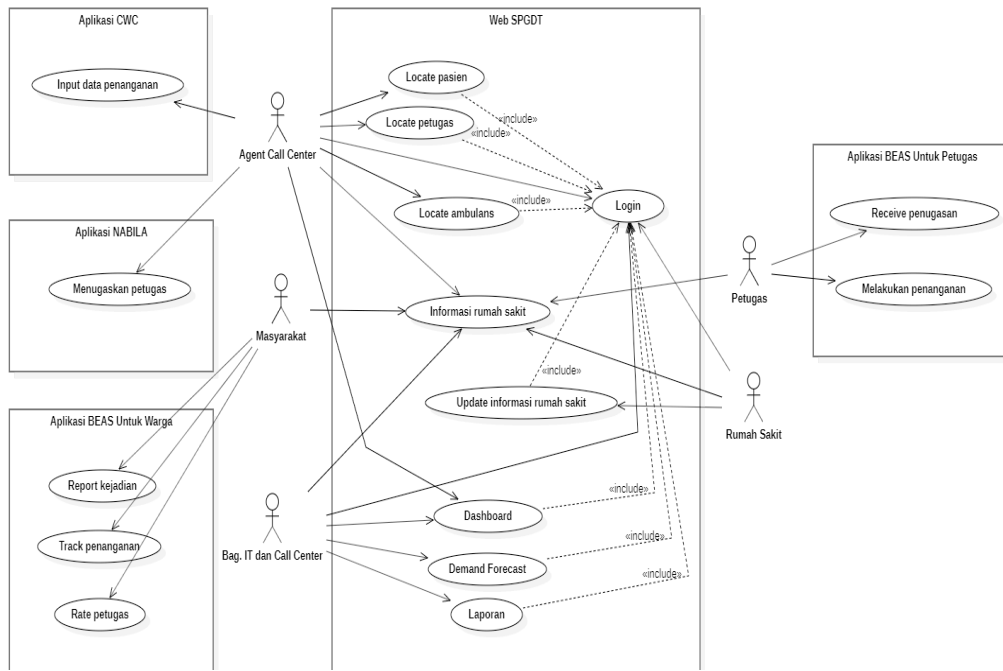 Aplikasi CWC
Input data penanganan
Aplikasi NABILA
Menugaskan petugas
Aplikasi BEAS Untuk Warga
Report kejadian
Track penanganan
Rate petugas
Agent Call Center
Masyarakat
Bag. IT dan Call Center
Web SPGDT
Locate pasien
«include»
Locate petugas
«include»
Locate ambulans
«include»
Login
Informasi rumah sakit
«include»
Update informasi rumah sakit
Dashboard
«include»
Demand Forecast
«include»
Laporan
«include»
Petugas
Rumah Sakit
Aplikasi BEAS Untuk Petugas
Receive penugasan
Melakukan penanganan